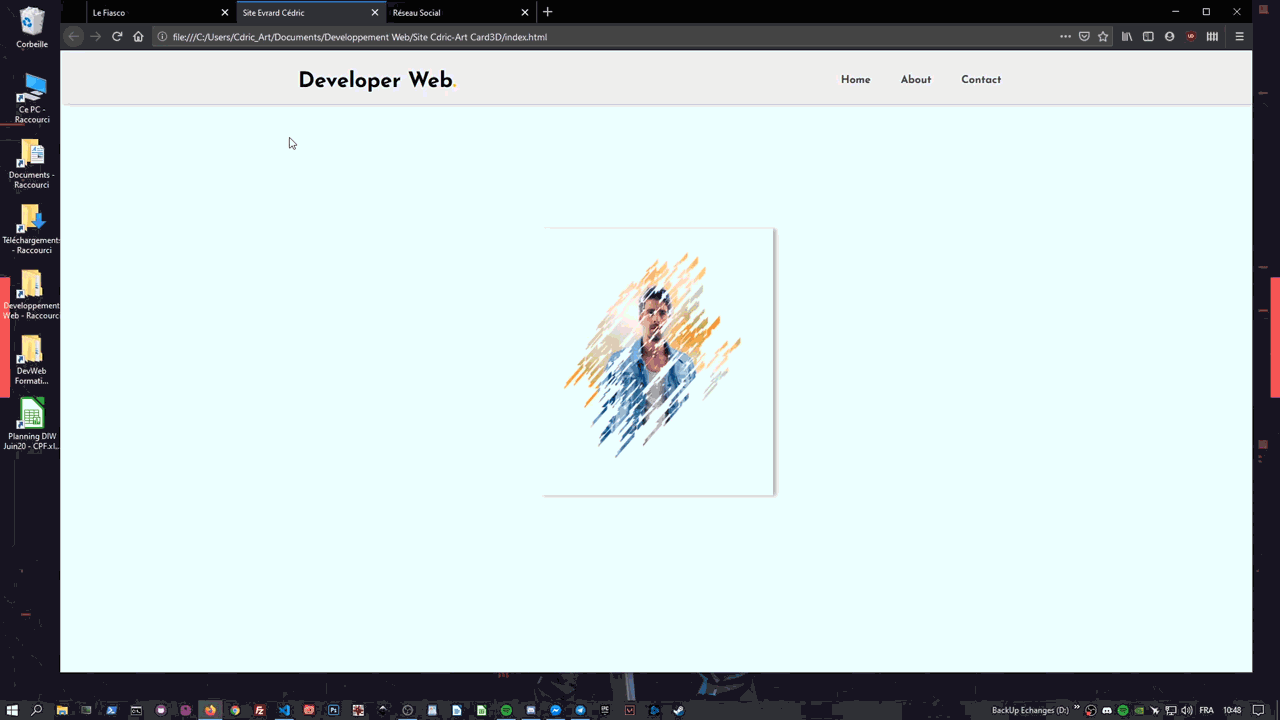 Le Fiasco
Site Evrard Cédric
Réseau Social
file:///C:/Users/Cdric_Art/Documents/Developpement Web/Site Cdric-Art Card3D/index.html
Developer Web.
Home
About
Contact
Corbeille
Ce PC -
Raccourci
Documents -
Raccourci
Téléchargements
- Raccourci
Developpement
Web - Raccourci
DevWeb
Formati...
Planning DIW
Juin20 - CPF.xl...
BackUp Echanges (D:)
FRA
10:48